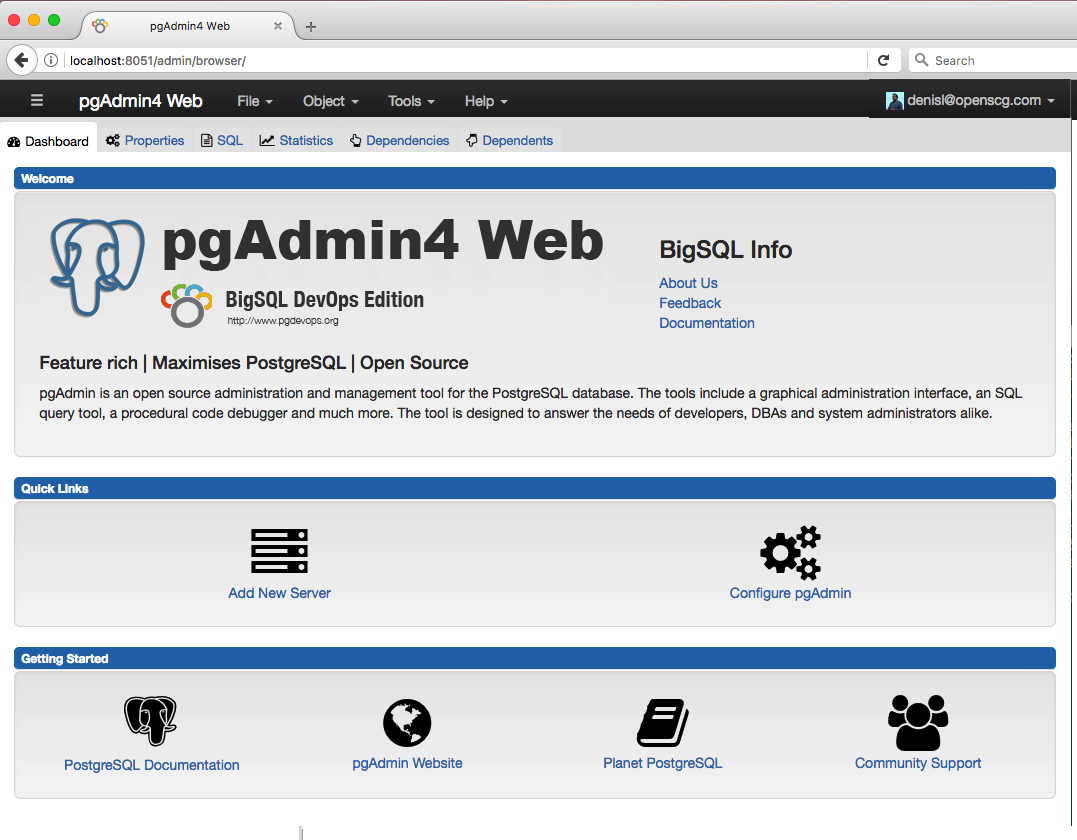 pgAdmin4 Web
localhost:8051/admin/browser/
Search
pgAdmin4 Web File Object Tools Help denisl@openscg.com
Dashboard Properties SQL Statistics Dependencies Dependents
Welcome
pgAdmin4 Web
BigSQL DevOps Edition
http://www.pgdevops.org
BigSQL Info
About Us
Feedback
Documentation
Feature rich | Maximises PostgreSQL | Open Source
pgAdmin is an open source administration and management tool for the PostgreSQL database. The tools include a graphical administration interface, an SQL
query tool, a procedural code debugger and much more. The tool is designed to answer the needs of developers, DBAs and system administrators alike.
Quick Links
Add New Server
Configure pgAdmin
Getting Started
PostgreSQL Documentation
pgAdmin Website
Planet PostgreSQL
Community Support